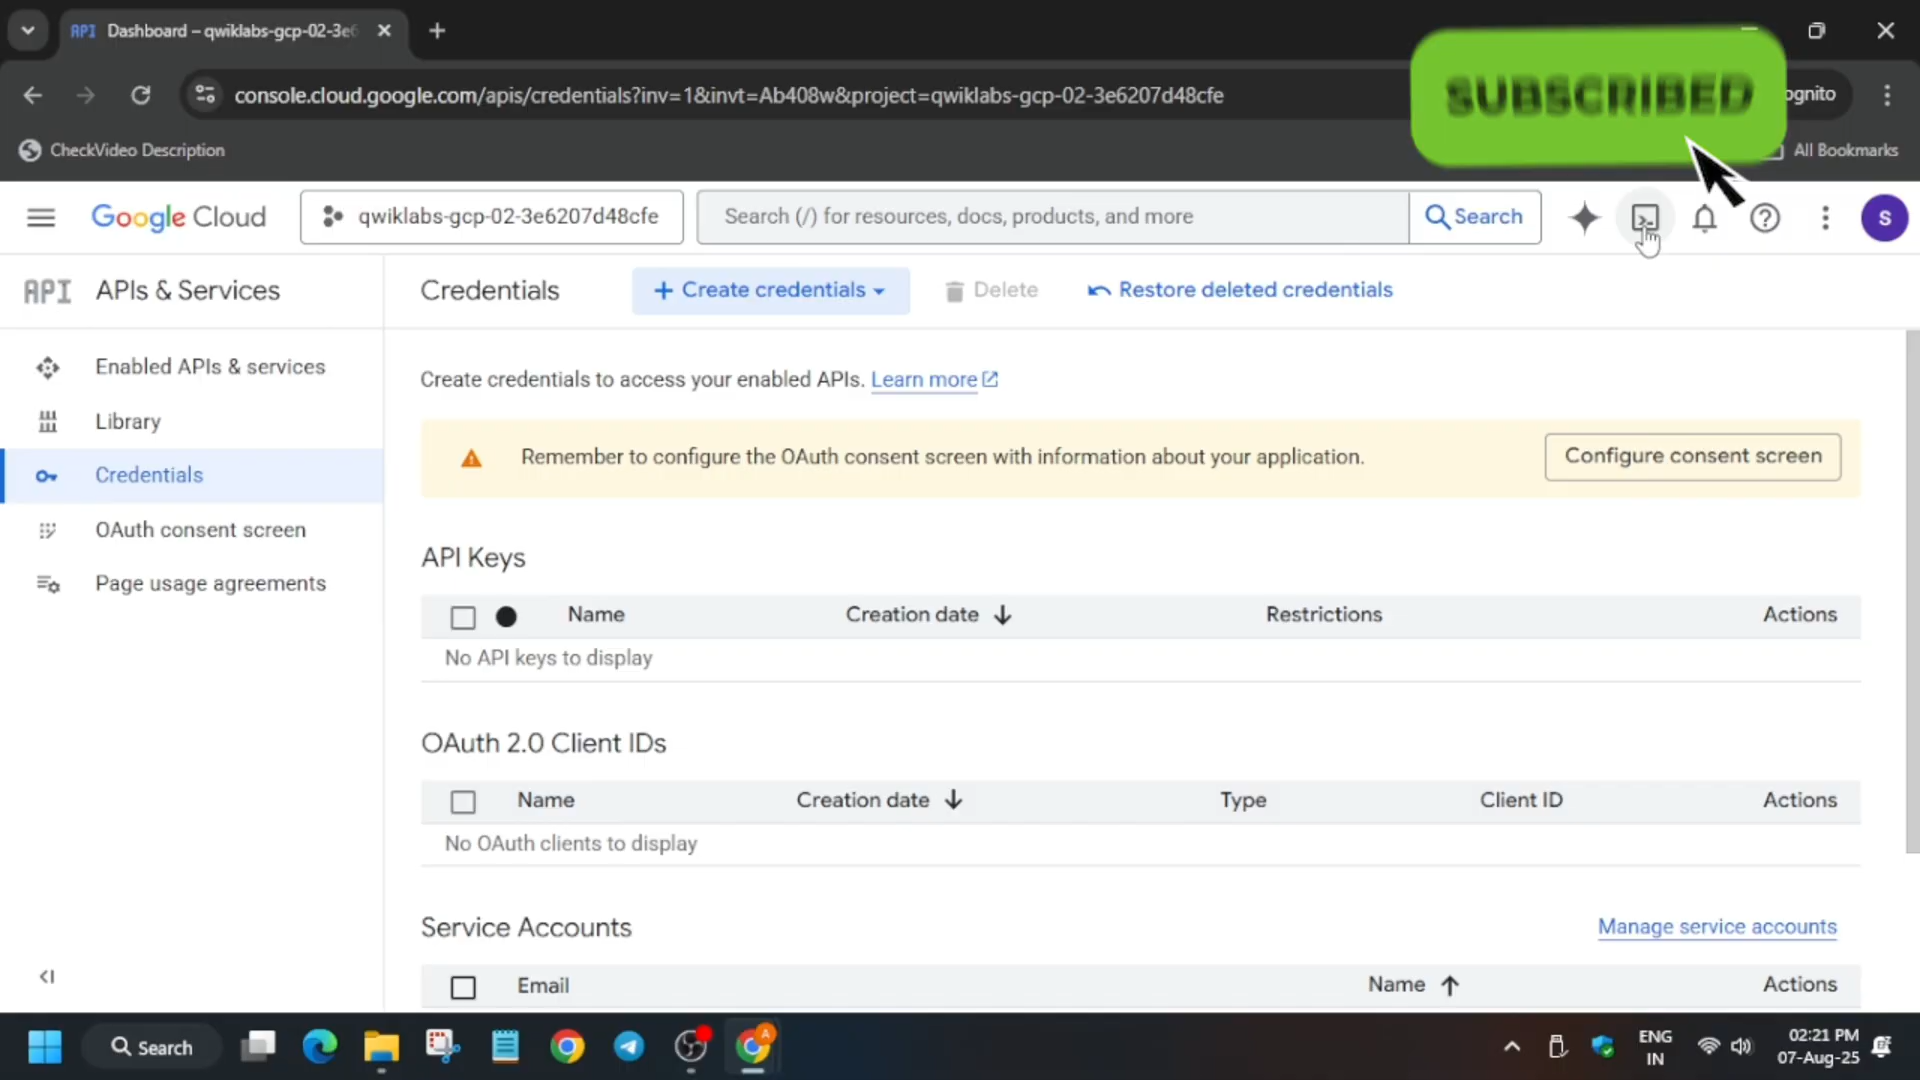 API Dashboard – qwiklabs-gcp-02-3e6
console.cloud.google.com/apis/credentials?inv=1&invt=Ab408w&project=qwiklabs-gcp-02-3e6207d48cfe
SUBSCRIBED
ognito
CheckVideo Description
All Bookmarks
Google Cloud
qwiklabs-gcp-02-3e6207d48cfe
Search (/) for resources, docs, products, and more
Search
S
API APIs & Services
Credentials
+ Create credentials
Delete
Restore deleted credentials
Enabled APIs & services
Library
Credentials
OAuth consent screen
Page usage agreements
Create credentials to access your enabled APIs. Learn more
Remember to configure the OAuth consent screen with information about your application.
Configure consent screen
API Keys
Name Creation date Restrictions Actions
No API keys to display
OAuth 2.0 Client IDs
Name Creation date Type Client ID Actions
No OAuth clients to display
Service Accounts
Manage service accounts
Email Name Actions
Search
A
ENG
IN
02:21 PM
07-Aug-25